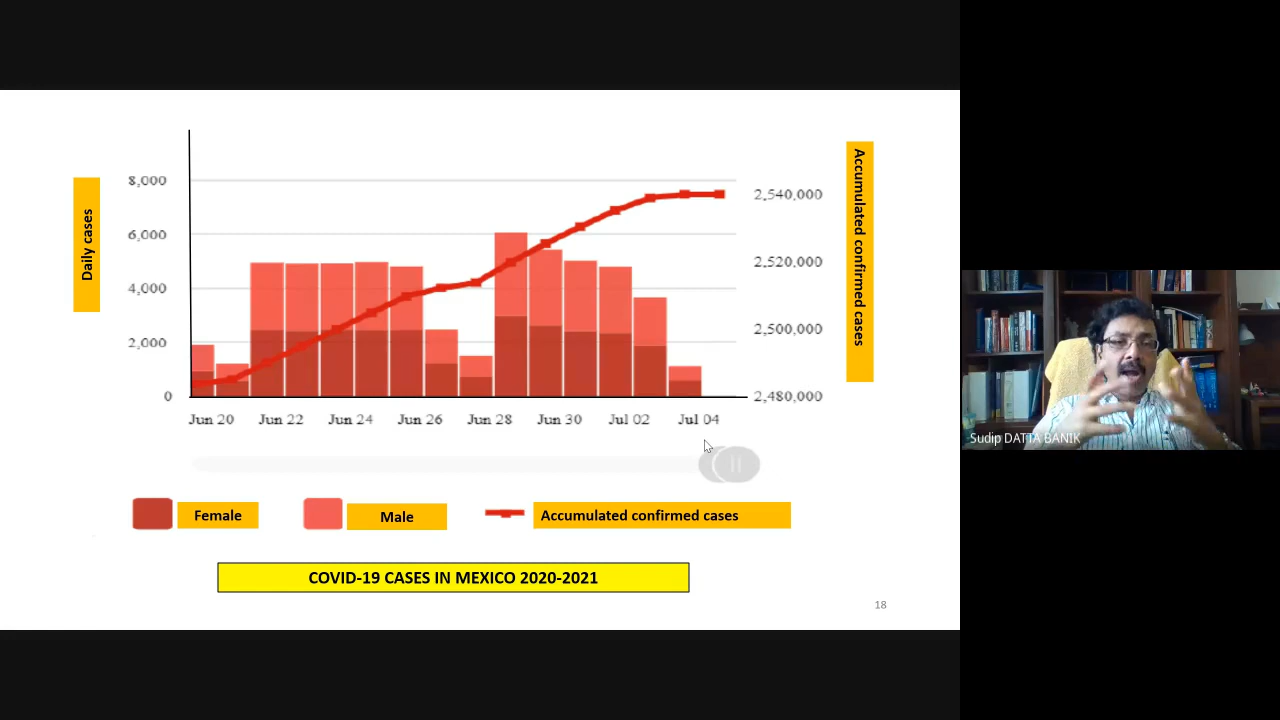 Daily cases
8,000
6,000
4,000
2,000
0
2,540,000
2,520,000
2,500,000
2,480,000
Accumulated confirmed cases
Jun 20 Jun 22 Jun 24 Jun 26 Jun 28 Jun 30 Jul 02 Jul 04
Female Male Accumulated confirmed cases
COVID-19 CASES IN MEXICO 2020-2021
18
Sudip DATTA BANIK